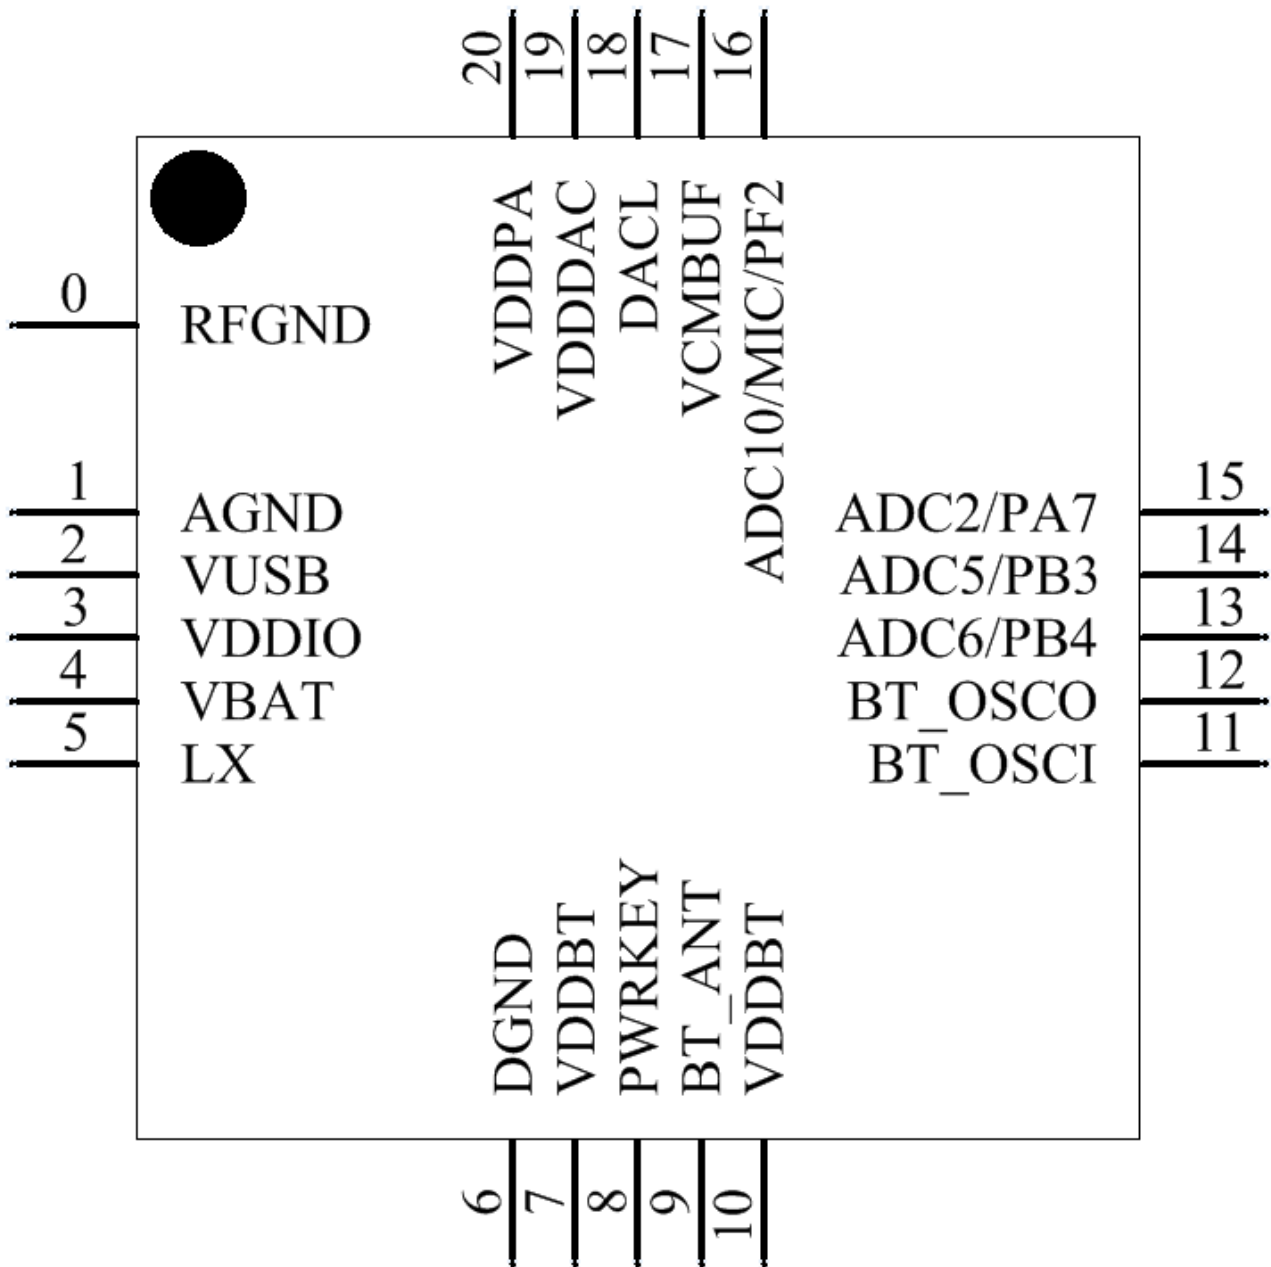 20
19
18
17
16
VDDPA
VDDDAC
DACL
VCMBUF
ADC10/MIC/PF2
0
RFGND
1
AGND
2
VUSB
3
VDDIO
4
VBAT
5
LX
15
ADC2/PA7
14
ADC5/PB3
13
ADC6/PB4
12
BT_OSCO
11
BT_OSCI
DGND
VDDBT
PWRKEY
BT_ANT
VDDBT
6
7
8
9
10